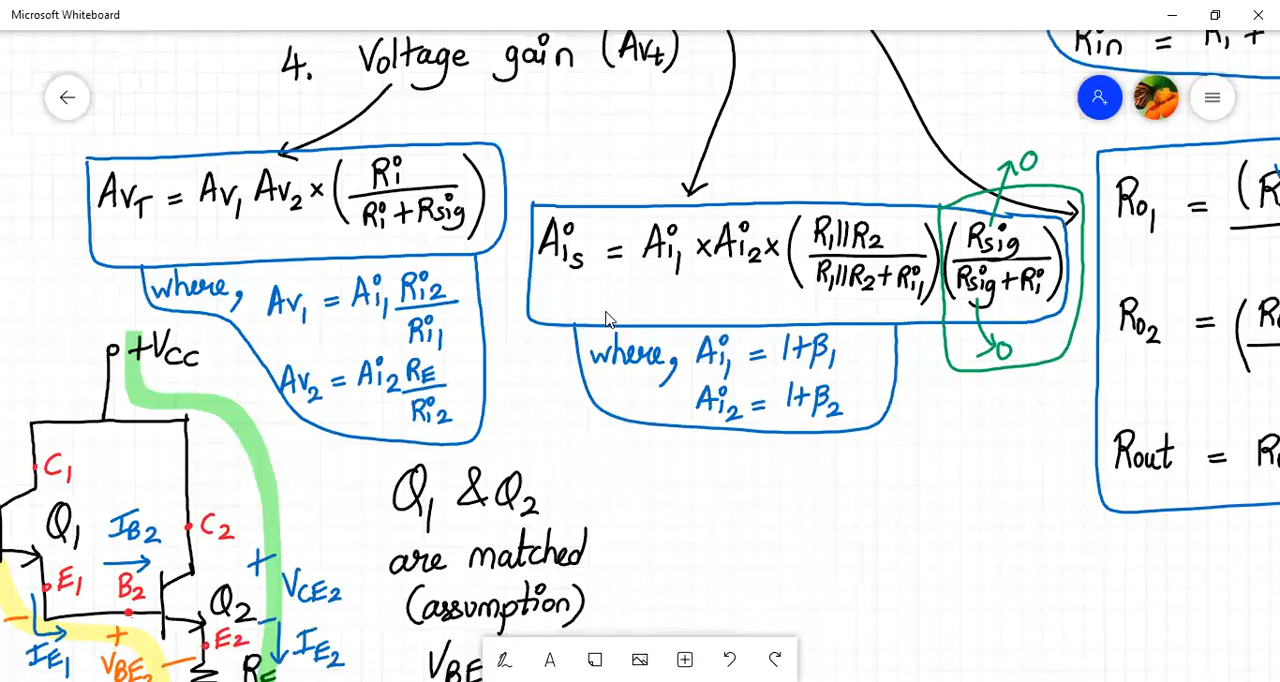 Microsoft Whiteboard
4. Voltage gain (Avt)
Rin = R1 +
AvT = Av1 Av2 × (Ri / (Ri + Rsig))
where, Av1 = Ai1 Ri2 / Ri1
Av2 = Ai2 RE / Ri2
Ais = Ai1 × Ai2 × (R1||R2 / (R1||R2 + Ri1)) (Rsig / (Rsig + Ri))
0
0
where, Ai1 = 1+β1
Ai2 = 1+β2
Ro1 =
Ro2 =
Rout =
+VCC
C1
Q1
IB2
C2
E1
B2
Q2
E2
+
VCE2
-
IE1
+
VBE2
-
IE2
RE
Q1 & Q2
are matched
(assumption)
VBE
A